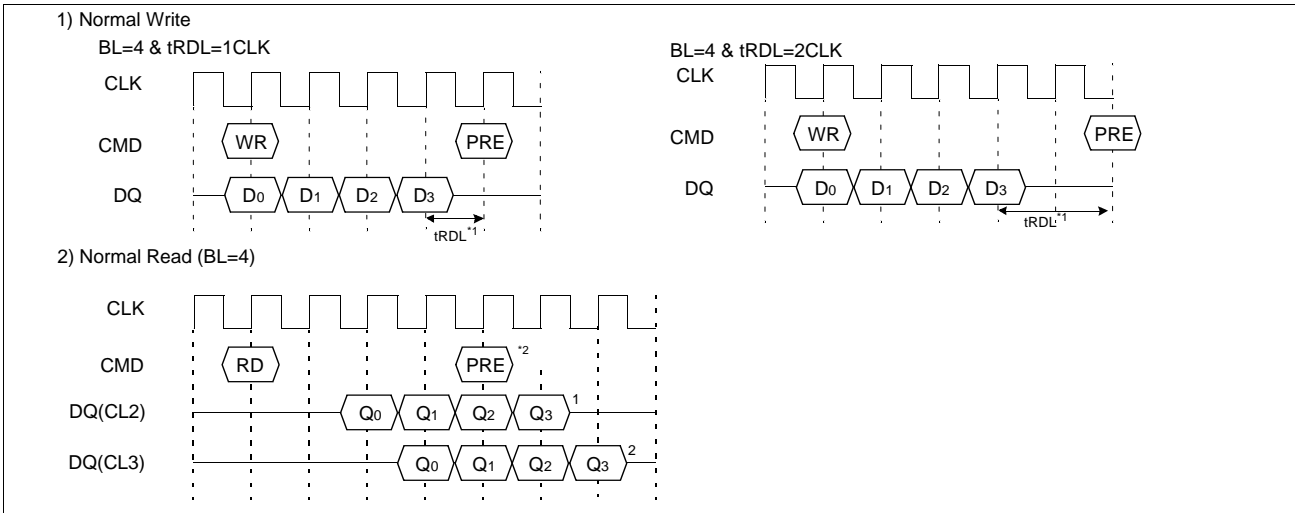 1) Normal Write
BL=4 & tRDL=1CLK
CLK
CMD WR PRE
DQ D0 D1 D2 D3
tRDL*1
BL=4 & tRDL=2CLK
CLK
CMD WR PRE
DQ D0 D1 D2 D3
tRDL*1
2) Normal Read (BL=4)
CLK
CMD RD PRE *2
DQ(CL2) Q0 Q1 Q2 Q3 1
DQ(CL3) Q0 Q1 Q2 Q3 2